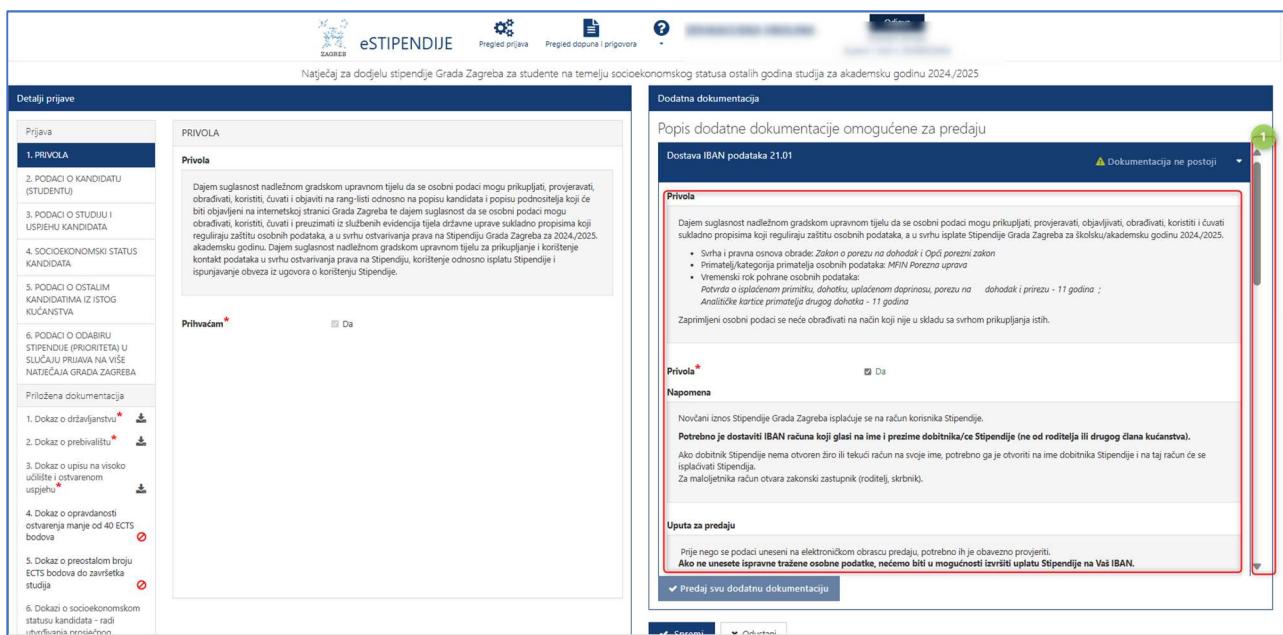 ZAGREB
eSTIPENDIJE
Pregled prijava
Pregled dopuna i prigovora
Natječaj za dodjelu stipendije Grada Zagreba za studente na temelju socioekonomskog statusa ostalih godina studija za akademsku godinu 2024./2025
Detalji prijave
Prijava
1. PRIVOLA
2. PODACI O KANDIDATU
(STUDENTU)
3. PODACI O STUDIJU I
USPJEHU KANDIDATA
4. SOCIOEKONOMSKI STATUS
KANDIDATA
5. PODACI O OSTALIM
KANDIDATIMA IZ ISTOG
KUĆANSTVA
6. PODACI O ODABIRU
STIPENDIJE (PRIORITETA) U
SLUČAJU PRIJAVA NA VIŠE
NATJEČAJA GRADA ZAGREBA
Priložena dokumentacija
1. Dokaz o državljanstvu*
2. Dokaz o prebivalištu*
3. Dokaz o upisu na visoko
učilište i ostvarenom
uspjehu*
4. Dokaz o opravdanosti
ostvarenja manje od 40 ECTS
bodova
5. Dokaz o preostalom broju
ECTS bodova do završetka
studija
6. Dokazi o socioekonomskom
statusu kandidata - radi
utvrđivanja prosječnog
PRIVOLA
Privola
Dajem suglasnost nadležnom gradskom upravnom tijelu da se osobni podaci mogu prikupljati, provjeravati,
obrađivati, koristiti, čuvati i objaviti na rang-listi odnosno na popisu kandidata i popisu podnositelja koji će
biti objavljeni na internetskoj stranici Grada Zagreba te dajem suglasnost da se osobni podaci mogu
obrađivati, koristiti, čuvati i preuzimati iz službenih evidencija tijela državne uprave sukladno propisima koji
reguliraju zaštitu osobnih podataka, a u svrhu ostvarivanja prava na Stipendiju Grada Zagreba za 2024./2025.
akademsku godinu. Dajem suglasnost nadležnom gradskom upravnom tijelu za prikupljanje i korištenje
kontakt podataka u svrhu ostvarivanja prava na Stipendiju, korištenje odnosno isplatu Stipendije i
ispunjavanje obveza iz ugovora o korištenju Stipendije.
Prihvaćam* Da
Dodatna dokumentacija
Popis dodatne dokumentacije omogućene za predaju
1
Dostava IBAN podataka 21.01
Dokumentacija ne postoji
Privola
Dajem suglasnost nadležnom gradskom upravnom tijelu da se osobni podaci mogu prikupljati, provjeravati, objavljivati, obrađivati, koristiti i čuvati
sukladno propisima koji reguliraju zaštitu osobnih podataka, a u svrhu isplate Stipendije Grada Zagreba za školsku/akademsku godinu 2024./2025.
• Svrha i pravna osnova obrade: Zakon o porezu na dohodak i Opći porezni zakon
• Primatelj/kategorija primatelja osobnih podataka: MFIN Porezna uprava
• Vremenski rok pohrane osobnih podataka:
Potvrda o isplaćenom primitku, dohotku, uplaćenom doprinosu, porezu na dohodak i prirezu - 11 godina ;
Analitičke kartice primatelja drugog dohotka - 11 godina
Zaprimljeni osobni podaci se neće obrađivati na način koji nije u skladu sa svrhom prikupljanja istih.
Privola* Da
Napomena
Novčani iznos Stipendije Grada Zagreba isplaćuje se na račun korisnika Stipendije.
Potrebno je dostaviti IBAN računa koji glasi na ime i prezime dobitnika/ce Stipendije (ne od roditelja ili drugog člana kućanstva).
Ako dobitnik Stipendije nema otvoren žiro ili tekući račun na svoje ime, potrebno ga je otvoriti na ime dobitnika Stipendije i na taj račun će se
isplaćivati Stipendija.
Za maloljetnika račun otvara zakonski zastupnik (roditelj, skrbnik).
Uputa za predaju
Prije nego se podaci uneseni na elektroničkom obrascu predaju, potrebno ih je obavezno provjeriti.
Ako ne unesete ispravne tražene osobne podatke, nećemo biti u mogućnosti izvršiti uplatu Stipendije na Vaš IBAN.
Predaj svu dodatnu dokumentaciju
Spremi
Odustani